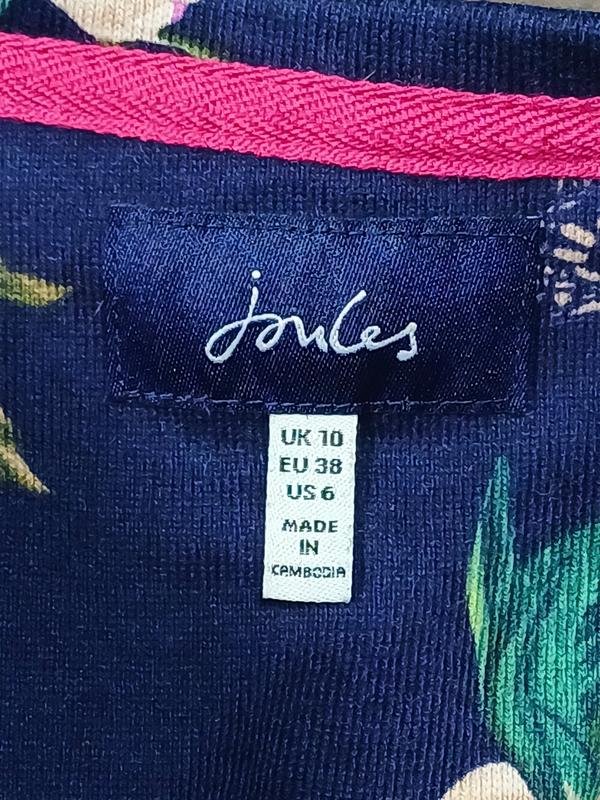 joules
UK 10
EU 38
US 6
MADE
IN
CAMBODIA